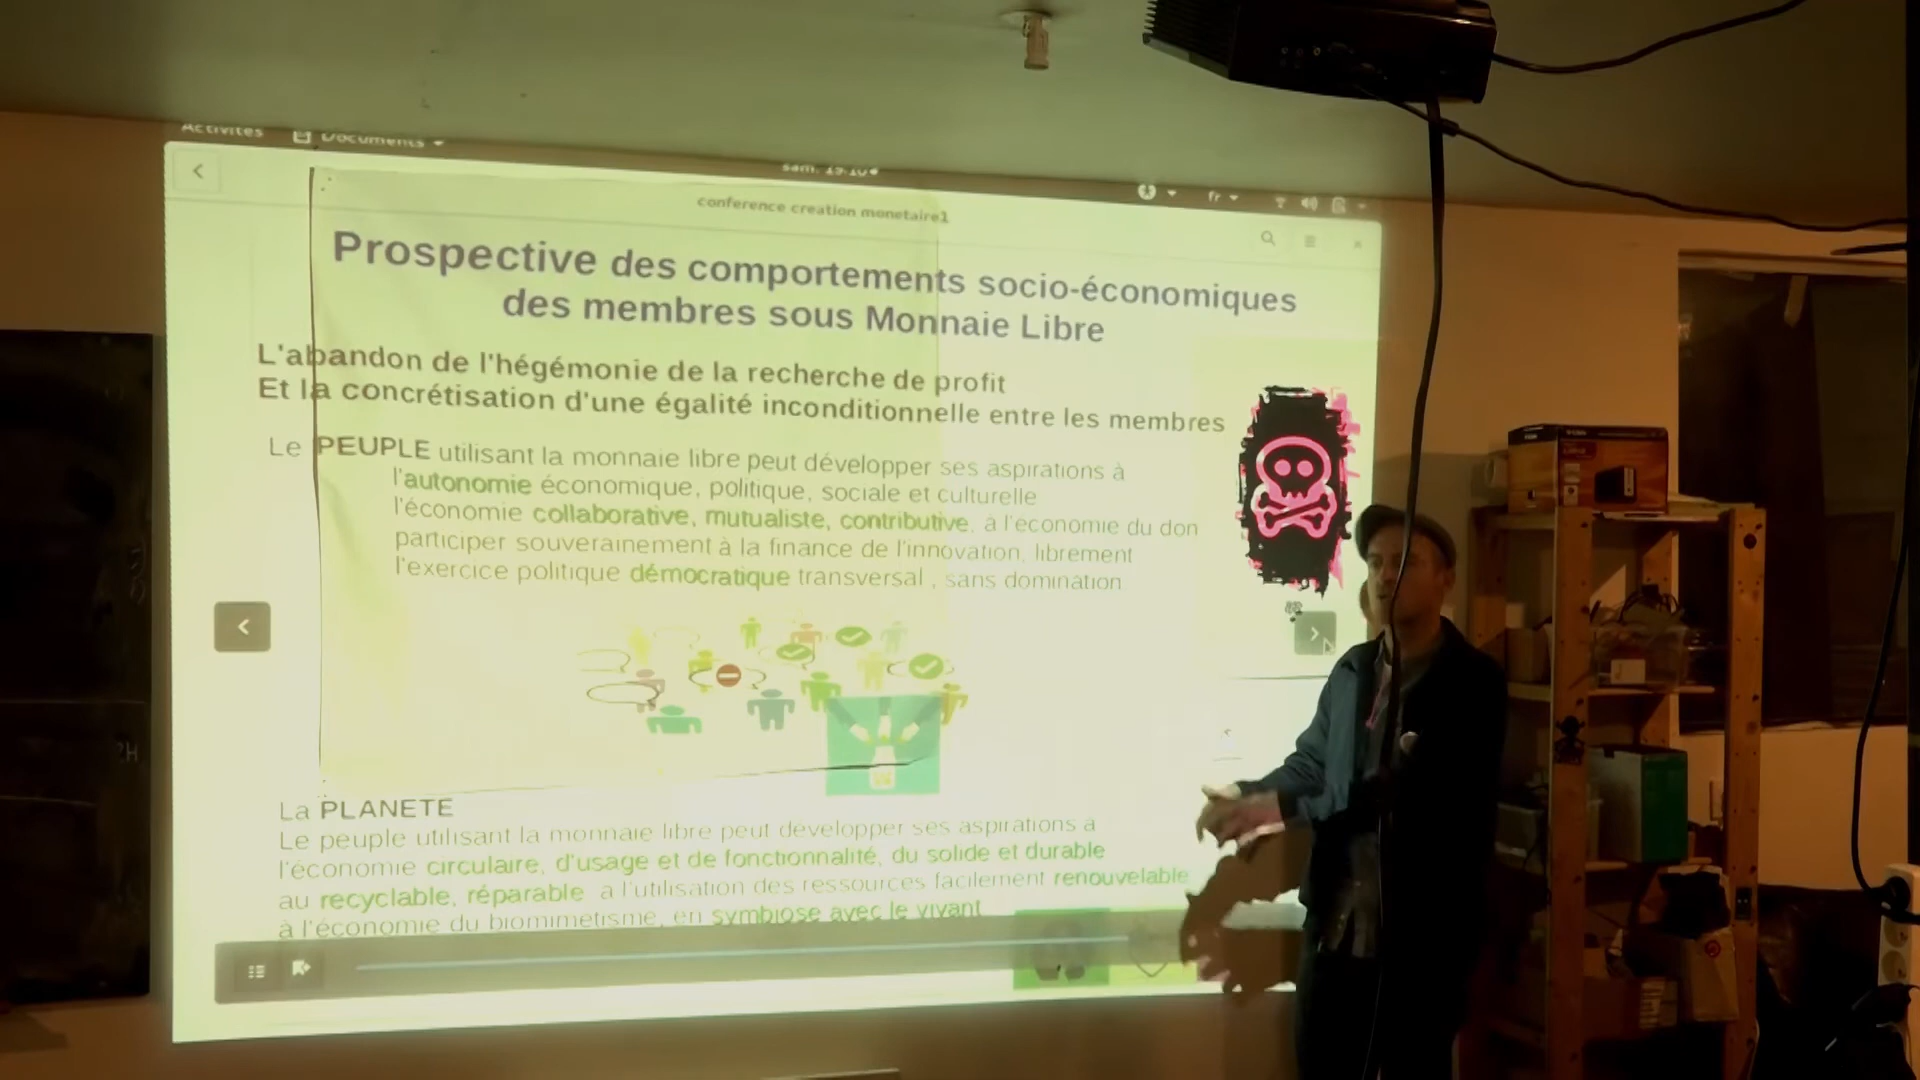 Activités Documents
sam. 19:10
fr
conference creation monetaire1
Prospective des comportements socio-économiques
des membres sous Monnaie Libre
L'abandon de l'hégémonie de la recherche de profit
Et la concrétisation d'une égalité inconditionnelle entre les membres
Le PEUPLE utilisant la monnaie libre peut développer ses aspirations à
l'autonomie économique, politique, sociale et culturelle
l'économie collaborative, mutualiste, contributive, à l'économie du don
participer souverainement à la finance de l'innovation, librement
l'exercice politique démocratique transversal , sans domination
La PLANETE
Le peuple utilisant la monnaie libre peut développer ses aspirations à
l'économie circulaire, d'usage et de fonctionnalité, du solide et durable
au recyclable, réparable à l'utilisation des ressources facilement renouvelable
à l'économie du biomimétisme, en symbiose avec le vivant